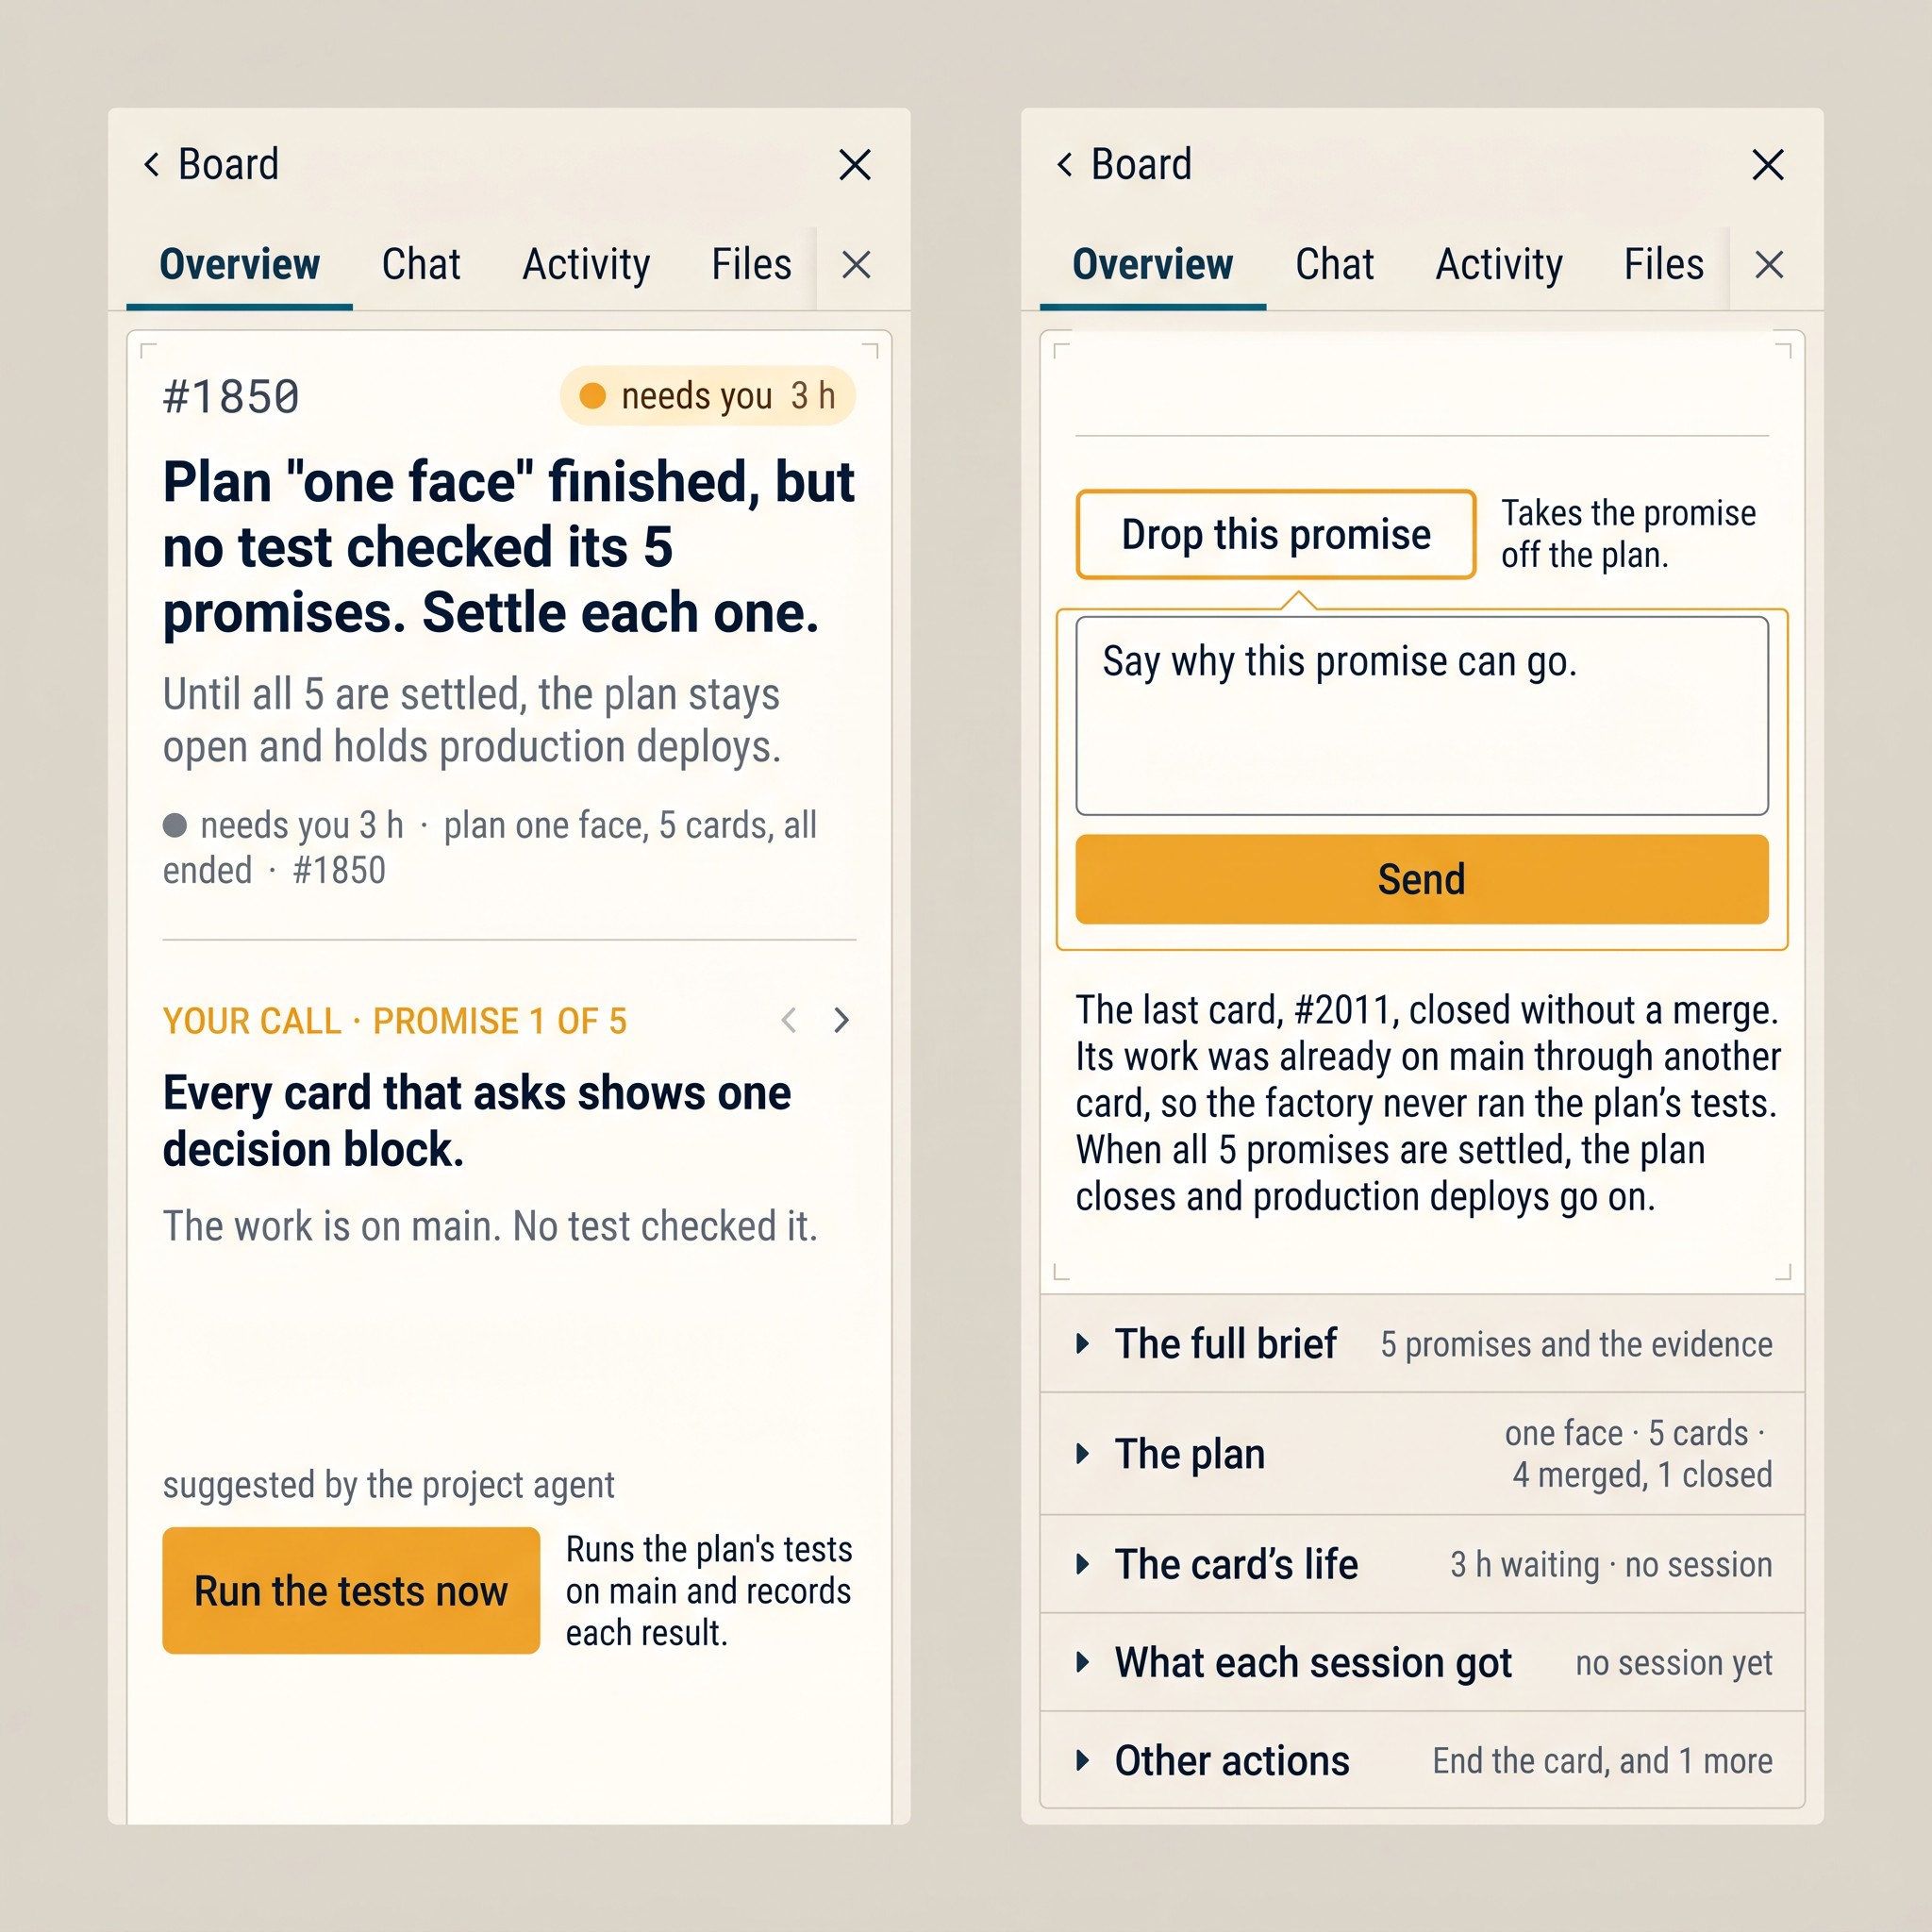 Board
Overview Chat Activity Files
#1850 needs you 3 h
Plan "one face" finished, but
no test checked its 5
promises. Settle each one.
Until all 5 are settled, the plan stays
open and holds production deploys.
needs you 3 h · plan one face, 5 cards, all
ended · #1850
YOUR CALL · PROMISE 1 OF 5
Every card that asks shows one
decision block.
The work is on main. No test checked it.
suggested by the project agent
Run the tests now
Runs the plan's tests
on main and records
each result.
Board
Overview Chat Activity Files
Drop this promise
Takes the promise
off the plan.
Say why this promise can go.
Send
The last card, #2011, closed without a merge.
Its work was already on main through another
card, so the factory never ran the plan’s tests.
When all 5 promises are settled, the plan
closes and production deploys go on.
The full brief 5 promises and the evidence
The plan
one face · 5 cards ·
4 merged, 1 closed
The card’s life 3 h waiting · no session
What each session got no session yet
Other actions End the card, and 1 more